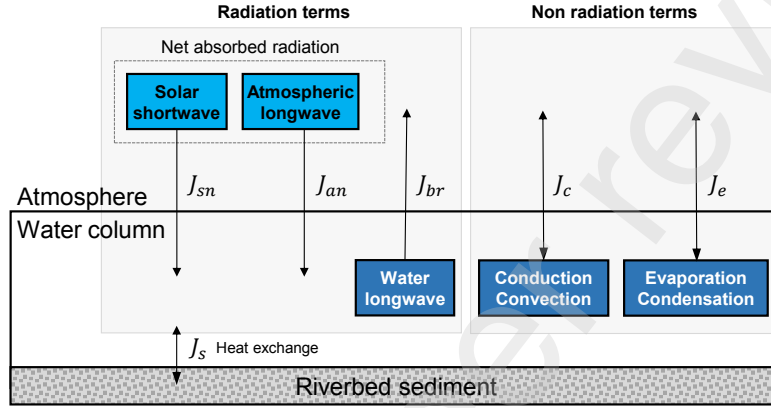 Radiation terms
Non radiation terms
Net absorbed radiation
Solar
shortwave
Atmospheric
longwave
J_sn
J_an
J_br
J_c
J_e
Atmosphere
Water column
Water
longwave
Conduction
Convection
Evaporation
Condensation
J_s Heat exchange
Riverbed sediment